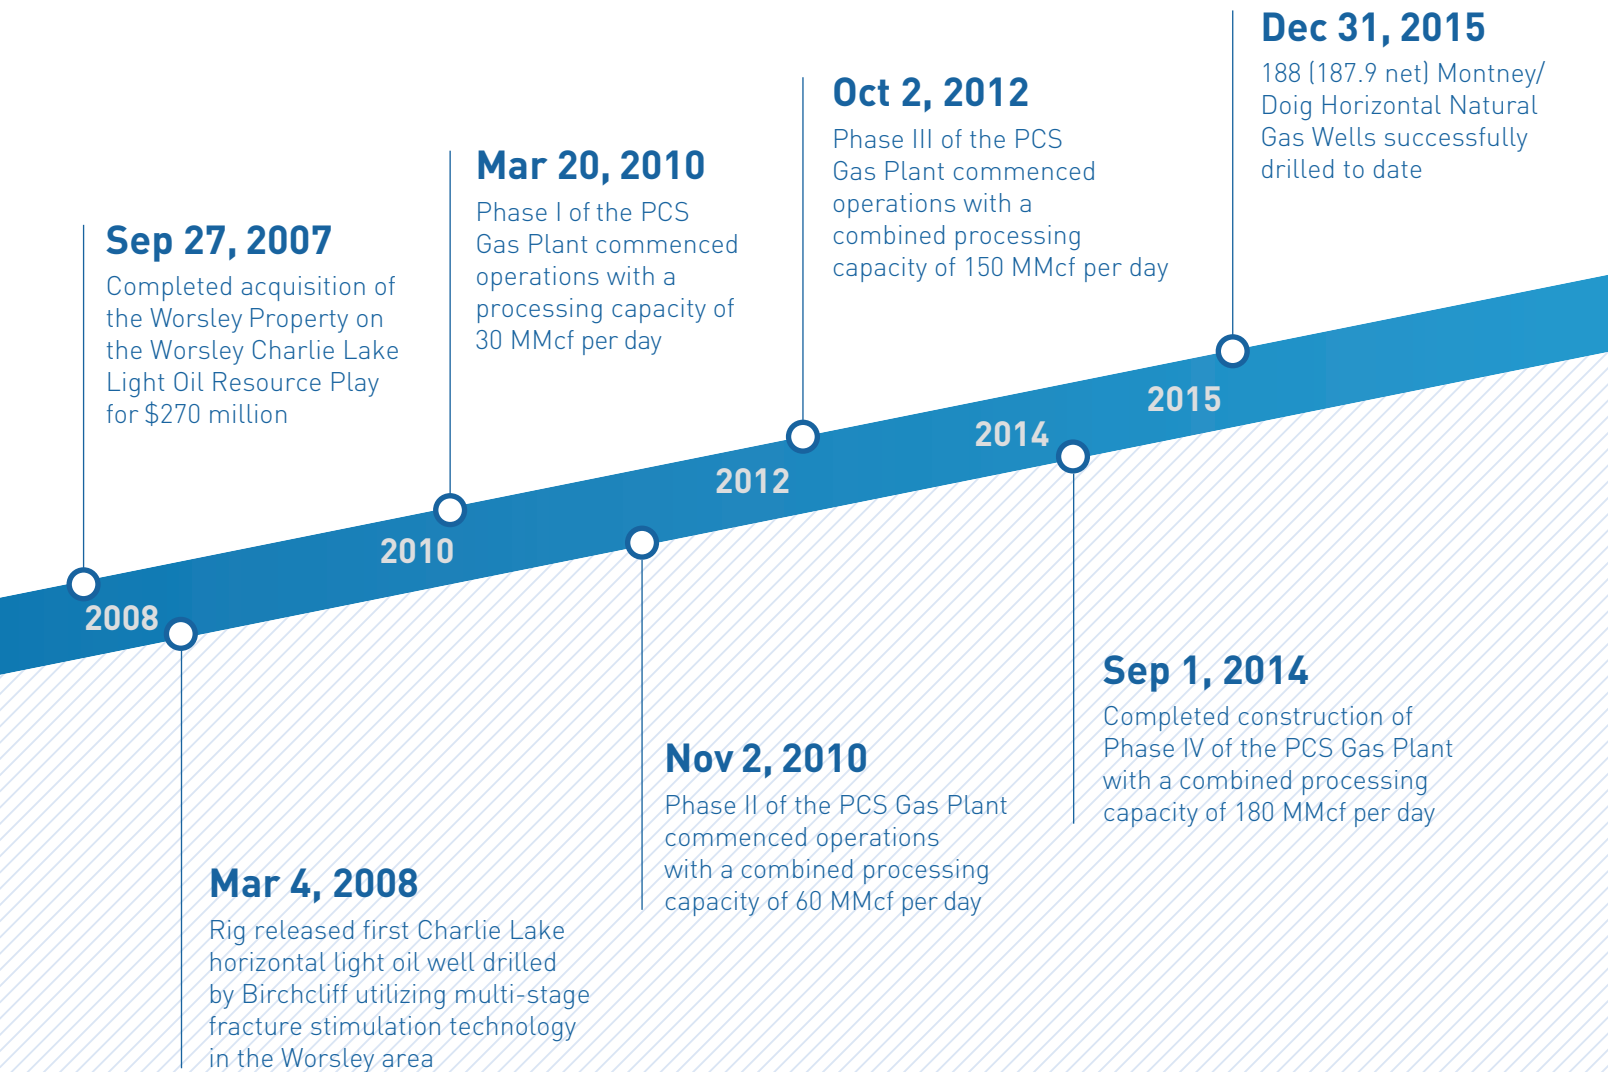 Sep 27, 2007
Completed acquisition of
the Worsley Property on
the Worsley Charlie Lake
Light Oil Resource Play
for $270 million
Mar 20, 2010
Phase I of the PCS
Gas Plant commenced
operations with a
processing capacity of
30 MMcf per day
Oct 2, 2012
Phase III of the PCS
Gas Plant commenced
operations with a
combined processing
capacity of 150 MMcf per day
Dec 31, 2015
188 (187.9 net) Montney/
Doig Horizontal Natural
Gas Wells successfully
drilled to date
2008
2010
2012
2014
2015
Mar 4, 2008
Rig released first Charlie Lake
horizontal light oil well drilled
by Birchcliff utilizing multi-stage
fracture stimulation technology
in the Worsley area
Nov 2, 2010
Phase II of the PCS Gas Plant
commenced operations
with a combined processing
capacity of 60 MMcf per day
Sep 1, 2014
Completed construction of
Phase IV of the PCS Gas Plant
with a combined processing
capacity of 180 MMcf per day